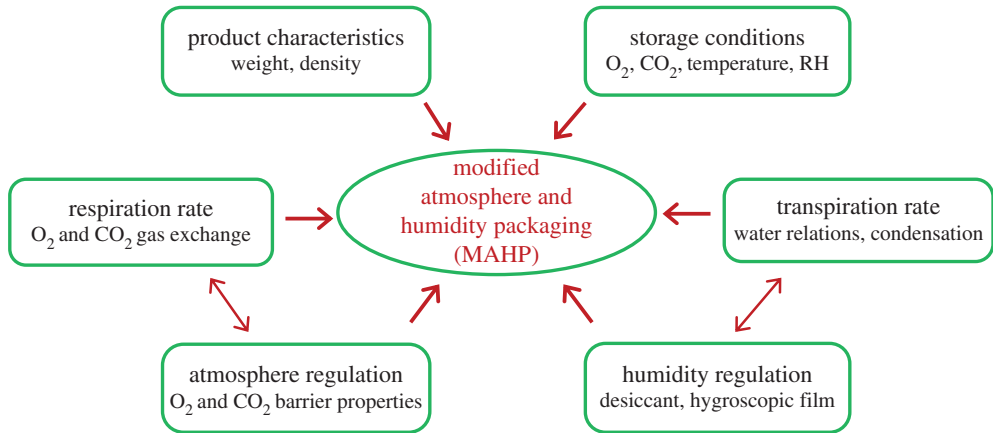 product characteristics
weight, density
storage conditions
O₂, CO₂, temperature, RH
modified
atmosphere and
humidity packaging
(MAHP)
respiration rate
O₂ and CO₂ gas exchange
transpiration rate
water relations, condensation
atmosphere regulation
O₂ and CO₂ barrier properties
humidity regulation
desiccant, hygroscopic film